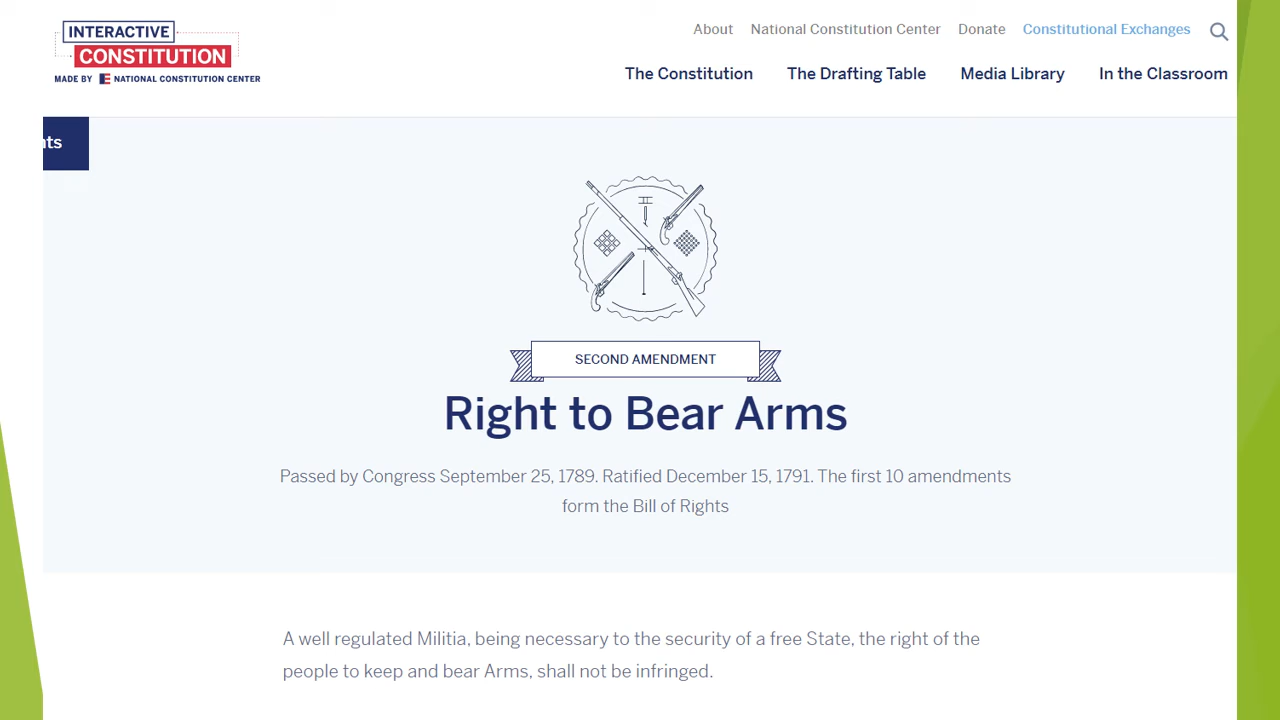 INTERACTIVE
CONSTITUTION
MADE BY NATIONAL CONSTITUTION CENTER
About National Constitution Center Donate Constitutional Exchanges
The Constitution The Drafting Table Media Library In the Classroom
nts
SECOND AMENDMENT
Right to Bear Arms
Passed by Congress September 25, 1789. Ratified December 15, 1791. The first 10 amendments
form the Bill of Rights
A well regulated Militia, being necessary to the security of a free State, the right of the
people to keep and bear Arms, shall not be infringed.